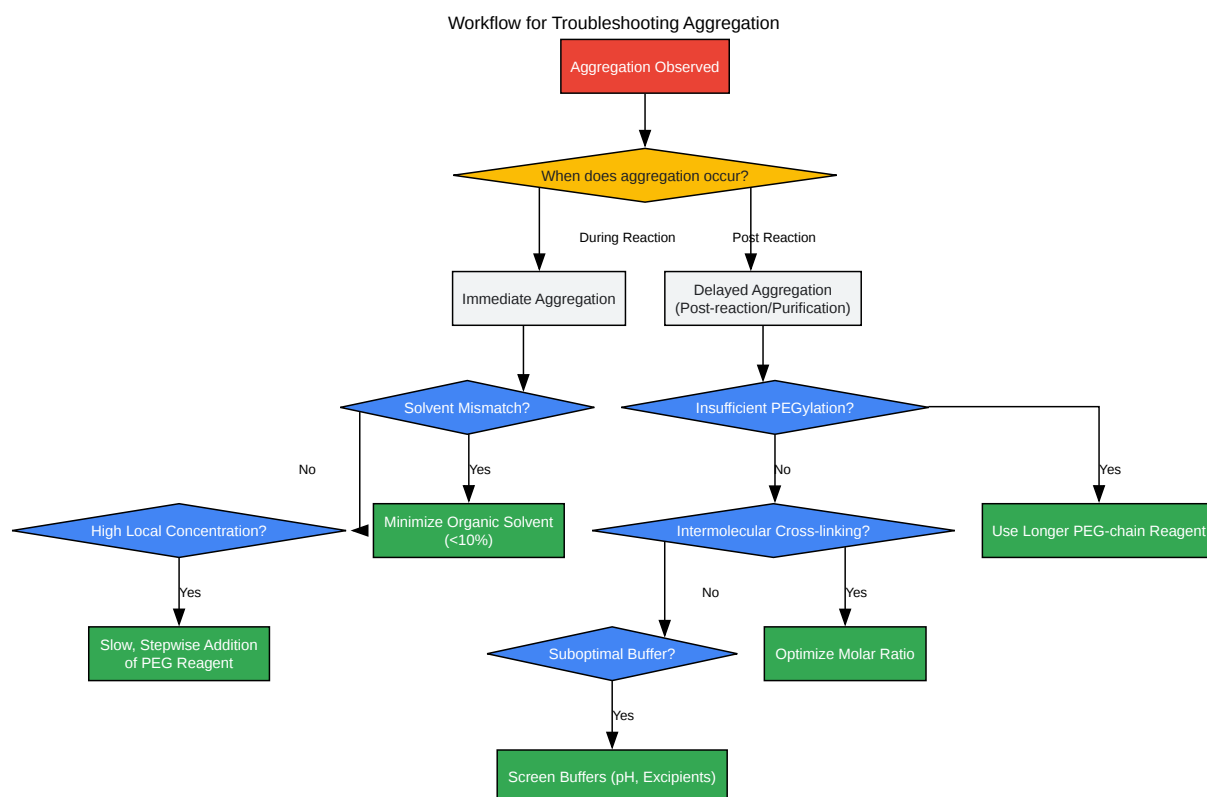 Workflow for Troubleshooting Aggregation
Aggregation Observed
When does aggregation occur?
During Reaction
Post Reaction
Immediate Aggregation
Delayed Aggregation
(Post-reaction/Purification)
Solvent Mismatch?
Insufficient PEGylation?
No
Yes
No
Yes
High Local Concentration?
Minimize Organic Solvent
(<10%)
Intermolecular Cross-linking?
Use Longer PEG-chain Reagent
Yes
No
Yes
Slow, Stepwise Addition
of PEG Reagent
Suboptimal Buffer?
Optimize Molar Ratio
Yes
Screen Buffers (pH, Excipients)